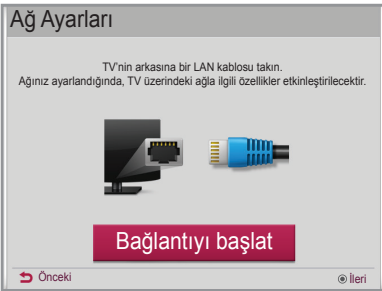 Ağ Ayarları
TV'nin arkasına bir LAN kablosu takın.
Ağınız ayarlandığında, TV üzerindeki ağla ilgili özellikler etkinleştirilecektir.
Bağlantıyı başlat
Önceki
İleri